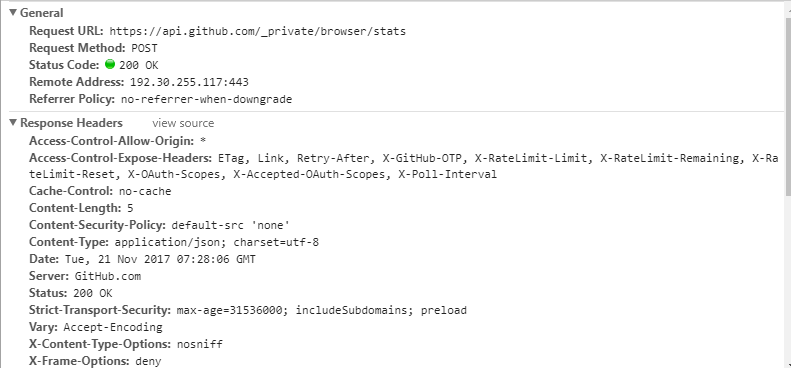 General
Request URL: https://api.github.com/_private/browser/stats
Request Method: POST
Status Code: 200 OK
Remote Address: 192.30.255.117:443
Referrer Policy: no-referrer-when-downgrade
Response Headers view source
Access-Control-Allow-Origin: *
Access-Control-Expose-Headers: ETag, Link, Retry-After, X-GitHub-OTP, X-RateLimit-Limit, X-RateLimit-Remaining, X-Ra
teLimit-Reset, X-OAuth-Scopes, X-Accepted-OAuth-Scopes, X-Poll-Interval
Cache-Control: no-cache
Content-Length: 5
Content-Security-Policy: default-src 'none'
Content-Type: application/json; charset=utf-8
Date: Tue, 21 Nov 2017 07:28:06 GMT
Server: GitHub.com
Status: 200 OK
Strict-Transport-Security: max-age=31536000; includeSubdomains; preload
Vary: Accept-Encoding
X-Content-Type-Options: nosniff
X-Frame-Options: deny